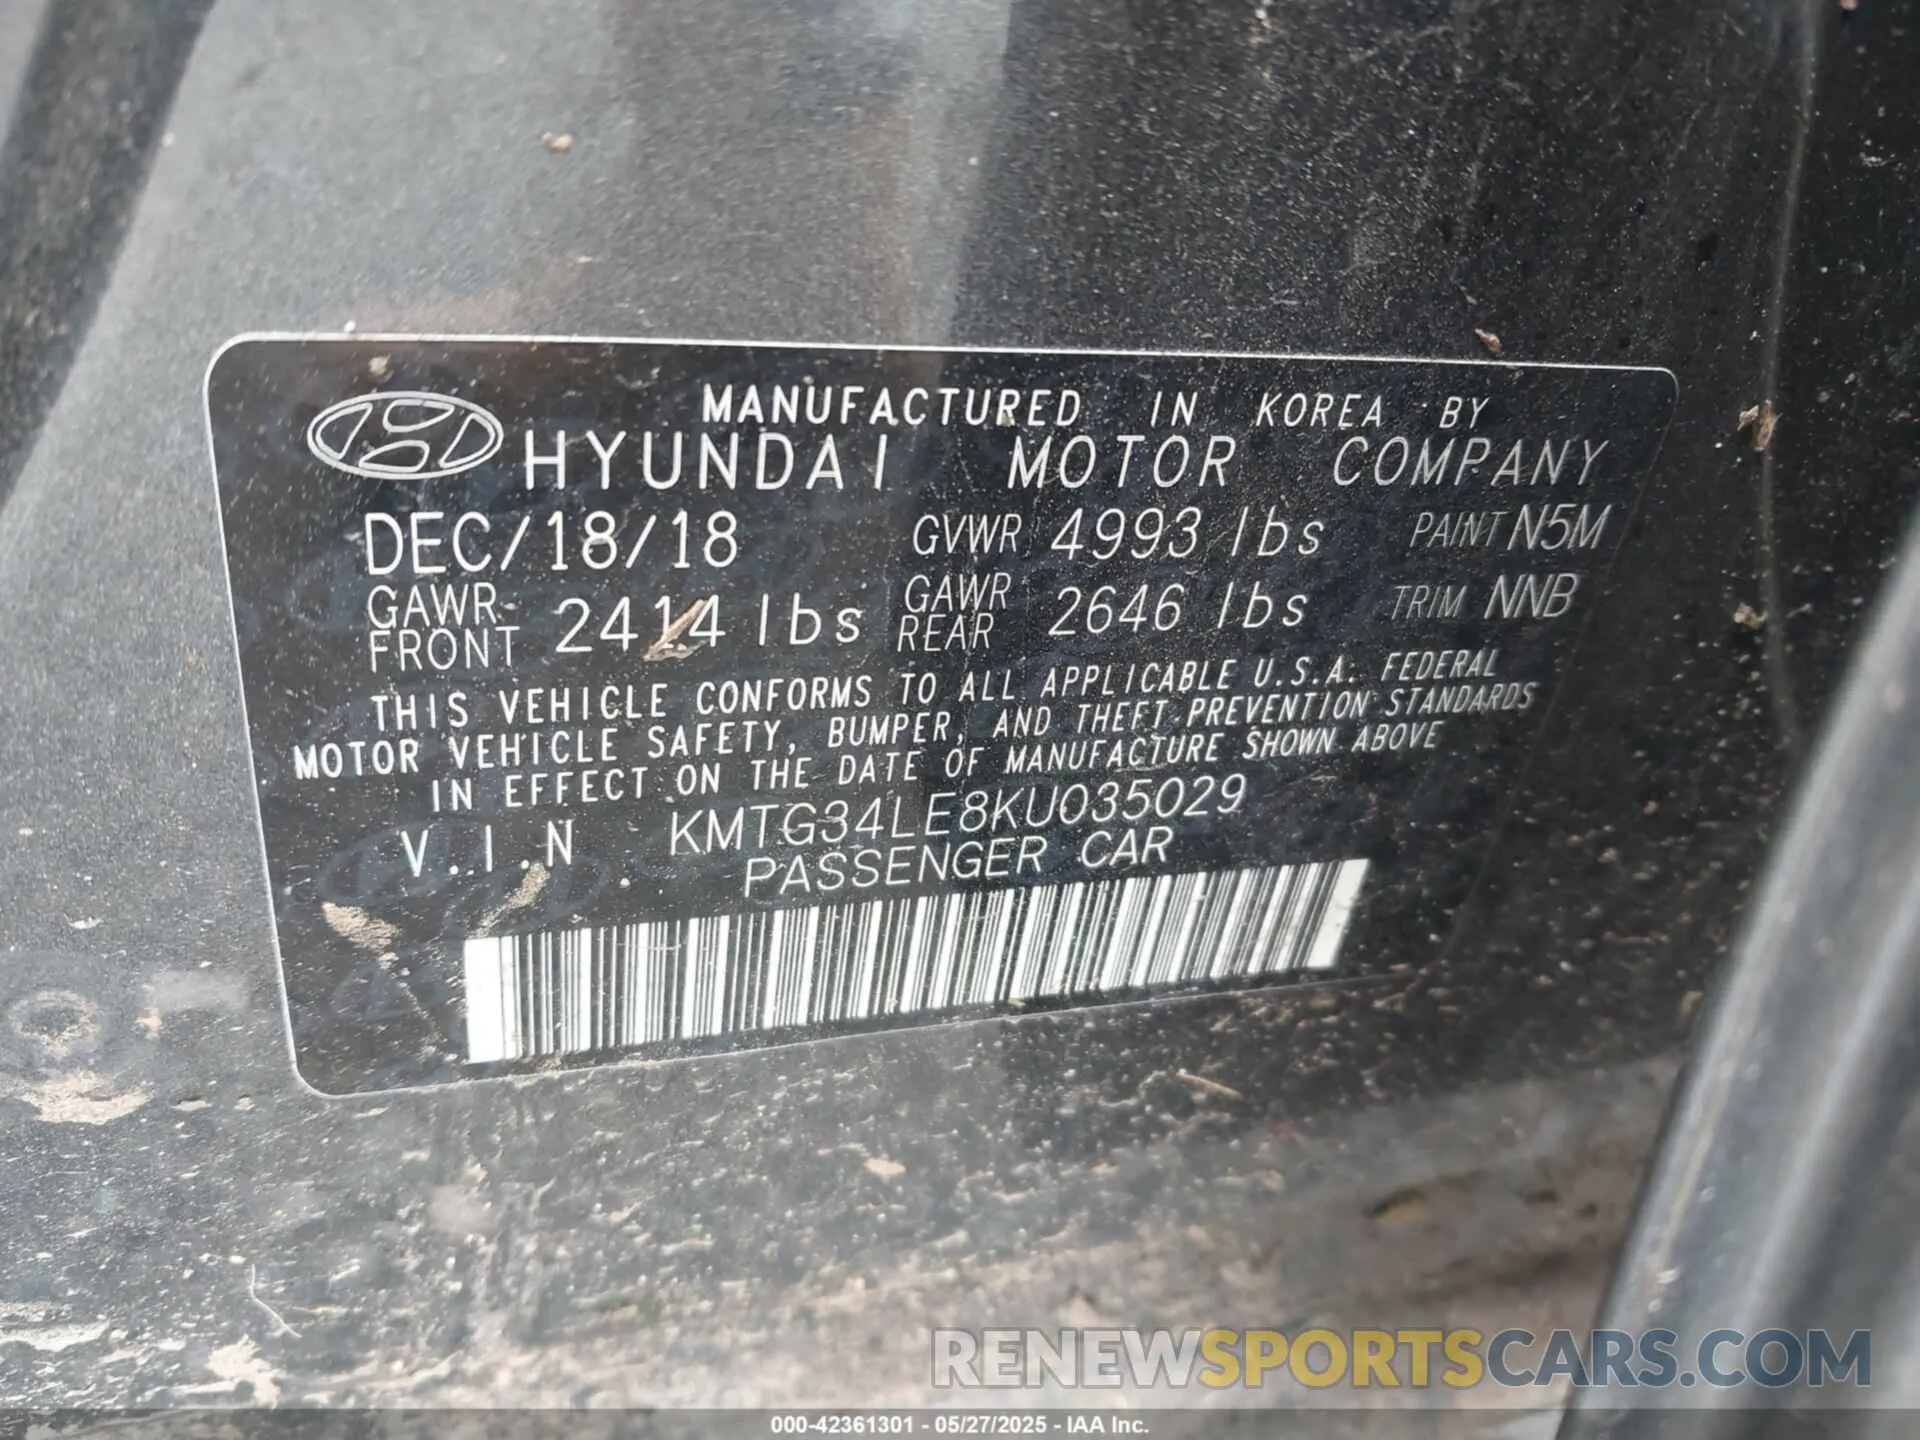 MANUFACTURED IN KOREA BY
HYUNDAI MOTOR COMPANY
DEC/18/18 GVWR 4993 lbs PAINT N5M
GAWR FRONT 2414 lbs GAWR REAR 2646 lbs TRIM NNB
THIS VEHICLE CONFORMS TO ALL APPLICABLE U.S.A. FEDERAL
MOTOR VEHICLE SAFETY, BUMPER, AND THEFT PREVENTION STANDARDS
IN EFFECT ON THE DATE OF MANUFACTURE SHOWN ABOVE
V.I.N KMTG34LE8KU035029
PASSENGER CAR
RENEWSPORTSCARS.COM
000-42361301 - 05/27/2025 - IAA Inc.